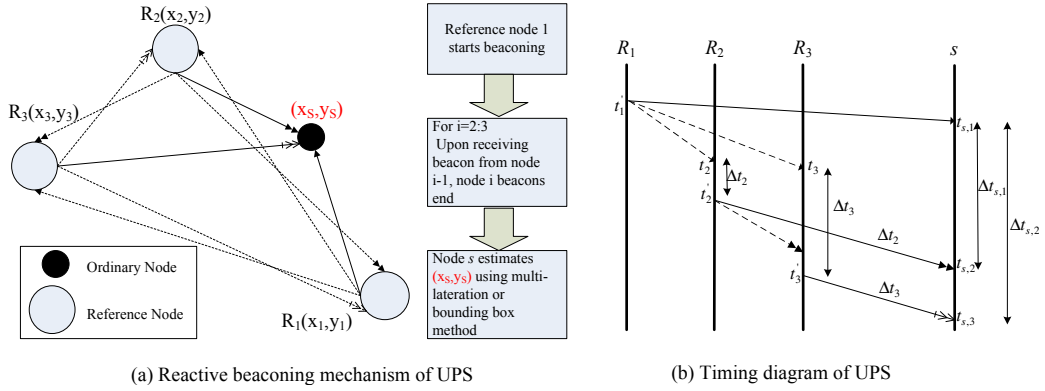 R2(x2,y2)
R3(x3,y3)
(xS,yS)
R1(x1,y1)
Ordinary Node
Reference Node
Reference node 1
starts beaconing
For i=2:3
Upon receiving
beacon from node
i-1, node i beacons
end
Node s estimates
(xS,yS) using multi-
lateration or
bounding box
method
(a) Reactive beaconing mechanism of UPS
R1
R2
R3
s
t1'
ts,1
t2
t3
Δt2
t2'
Δt3
Δts,1
Δts,2
Δt2
ts,2
t3'
Δt3
ts,3
(b) Timing diagram of UPS